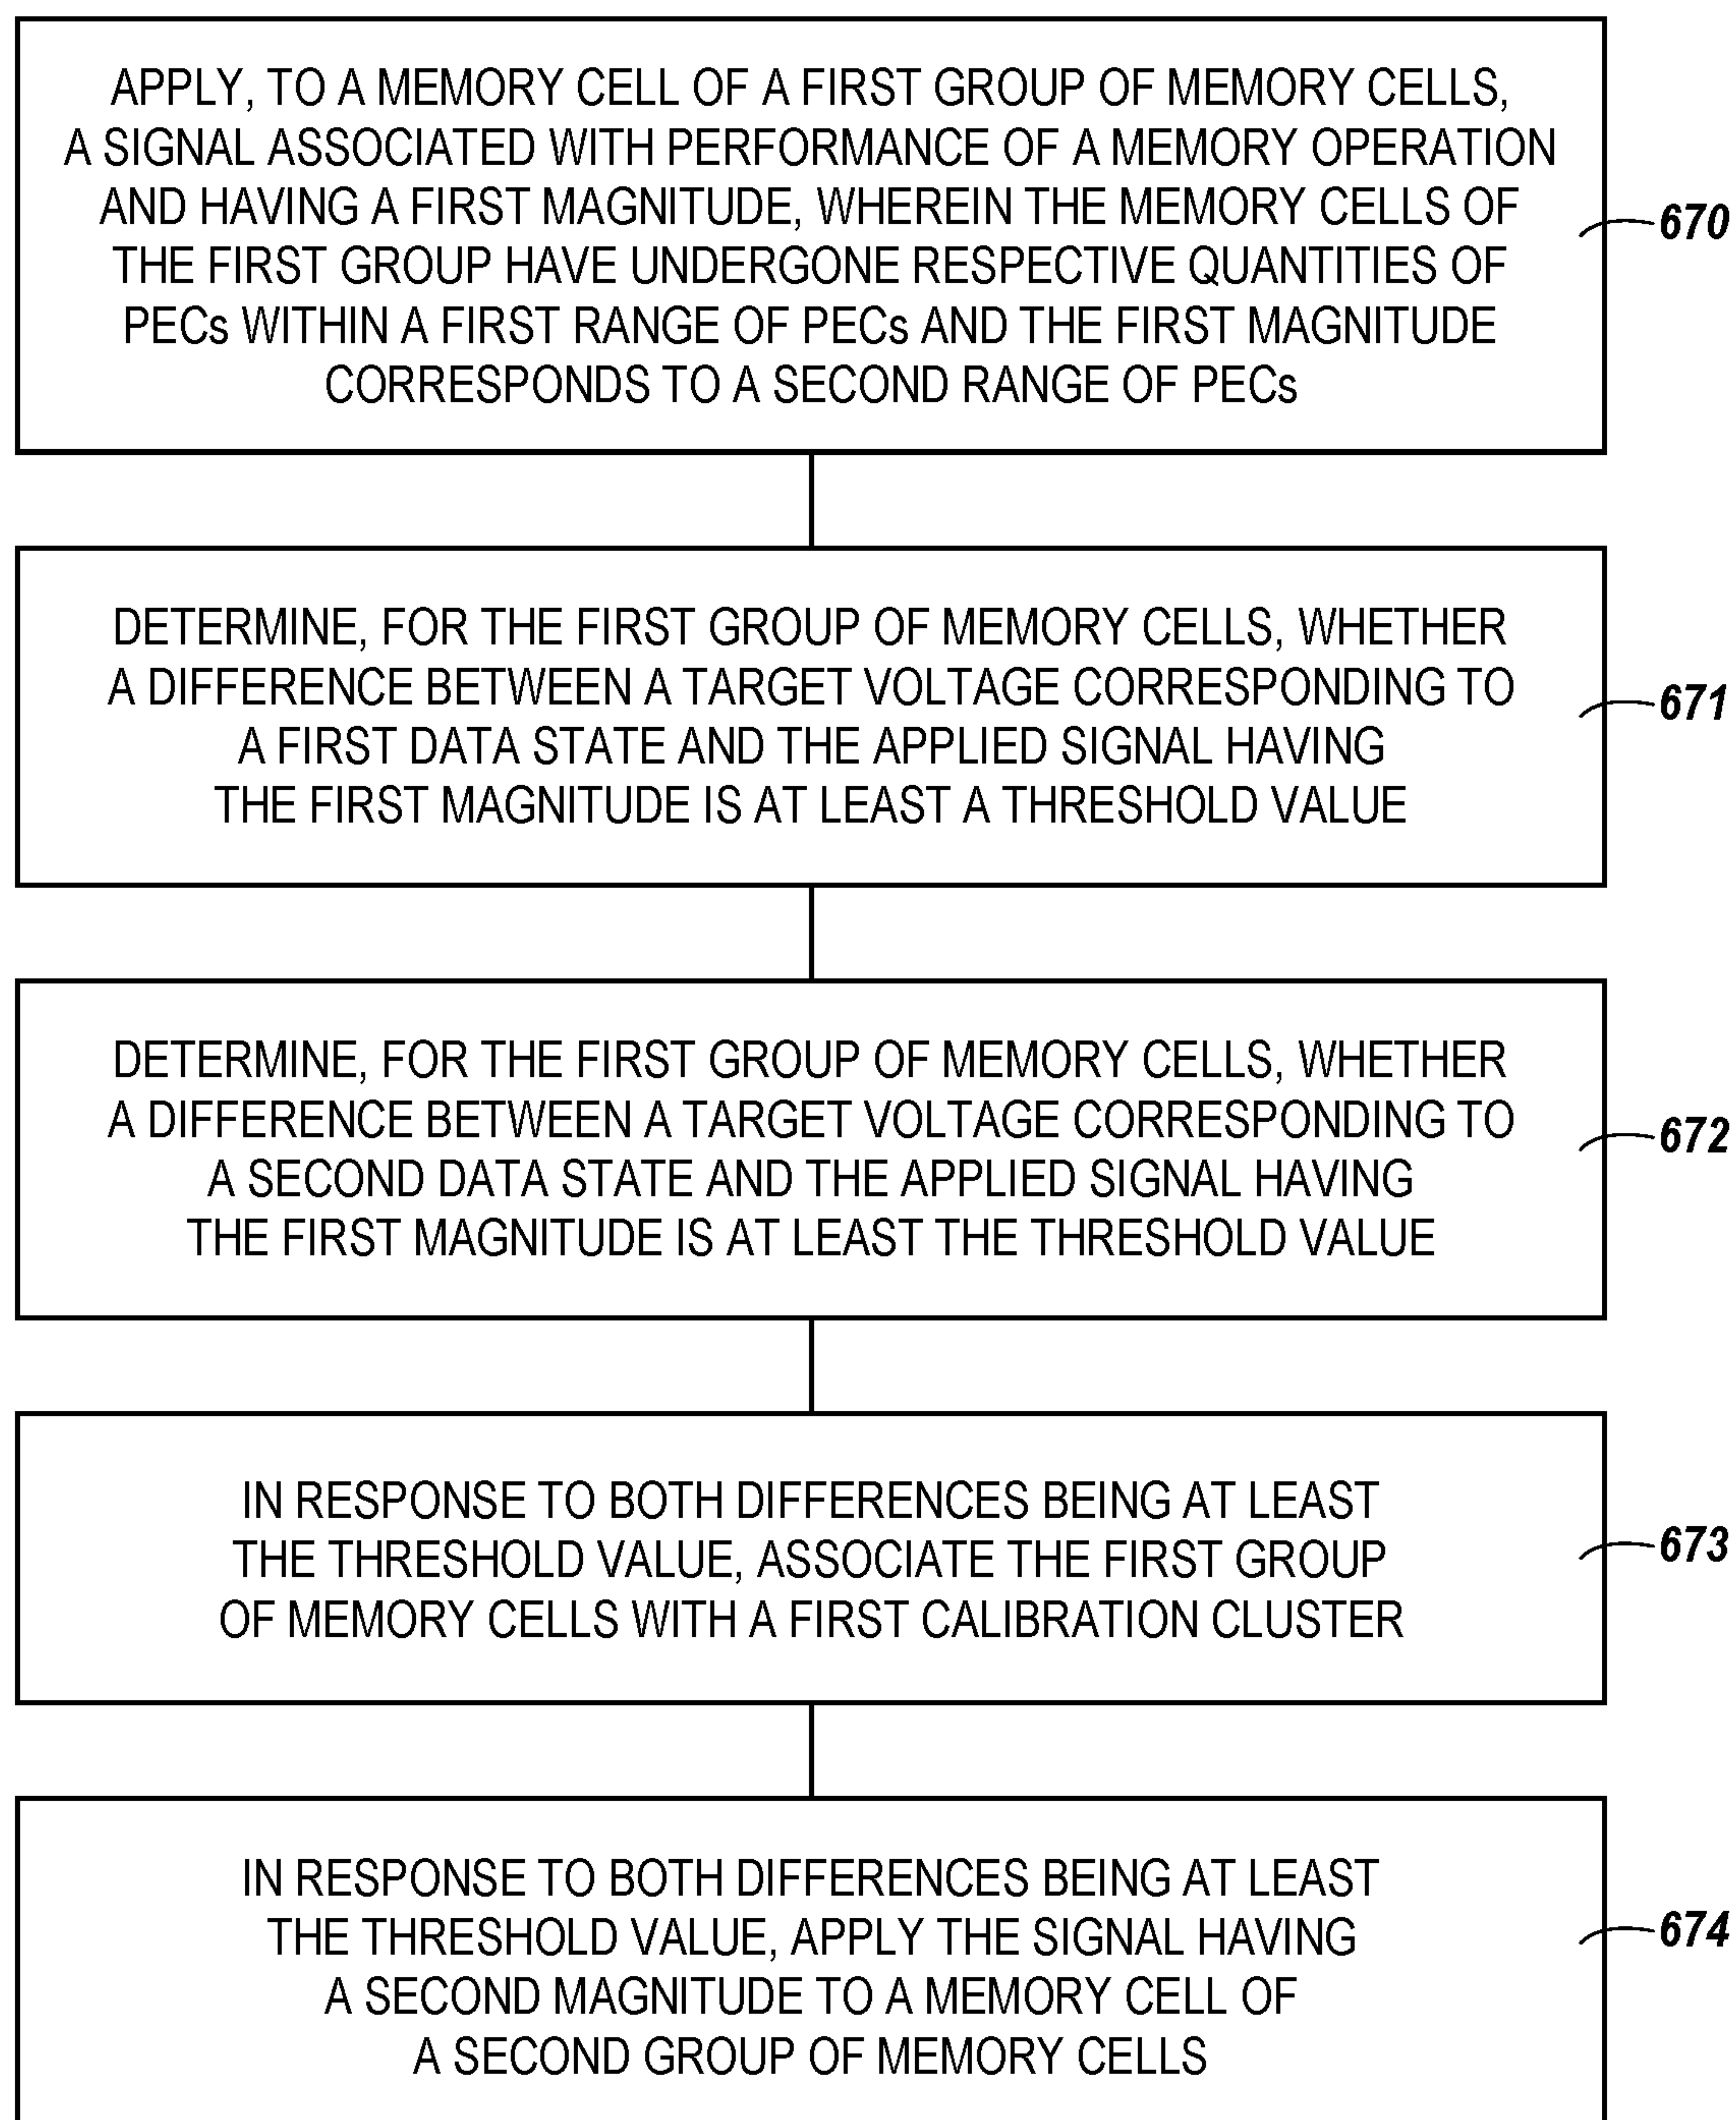 APPLY, TO A MEMORY CELL OF A FIRST GROUP OF MEMORY CELLS,
A SIGNAL ASSOCIATED WITH PERFORMANCE OF A MEMORY OPERATION
AND HAVING A FIRST MAGNITUDE, WHEREIN THE MEMORY CELLS OF
THE FIRST GROUP HAVE UNDERGONE RESPECTIVE QUANTITIES OF
PECs WITHIN A FIRST RANGE OF PECs AND THE FIRST MAGNITUDE
CORRESPONDS TO A SECOND RANGE OF PECs
670
DETERMINE, FOR THE FIRST GROUP OF MEMORY CELLS, WHETHER
A DIFFERENCE BETWEEN A TARGET VOLTAGE CORRESPONDING TO
A FIRST DATA STATE AND THE APPLIED SIGNAL HAVING
THE FIRST MAGNITUDE IS AT LEAST A THRESHOLD VALUE
671
DETERMINE, FOR THE FIRST GROUP OF MEMORY CELLS, WHETHER
A DIFFERENCE BETWEEN A TARGET VOLTAGE CORRESPONDING TO
A SECOND DATA STATE AND THE APPLIED SIGNAL HAVING
THE FIRST MAGNITUDE IS AT LEAST THE THRESHOLD VALUE
672
IN RESPONSE TO BOTH DIFFERENCES BEING AT LEAST
THE THRESHOLD VALUE, ASSOCIATE THE FIRST GROUP
OF MEMORY CELLS WITH A FIRST CALIBRATION CLUSTER
673
IN RESPONSE TO BOTH DIFFERENCES BEING AT LEAST
THE THRESHOLD VALUE, APPLY THE SIGNAL HAVING
A SECOND MAGNITUDE TO A MEMORY CELL OF
A SECOND GROUP OF MEMORY CELLS
674